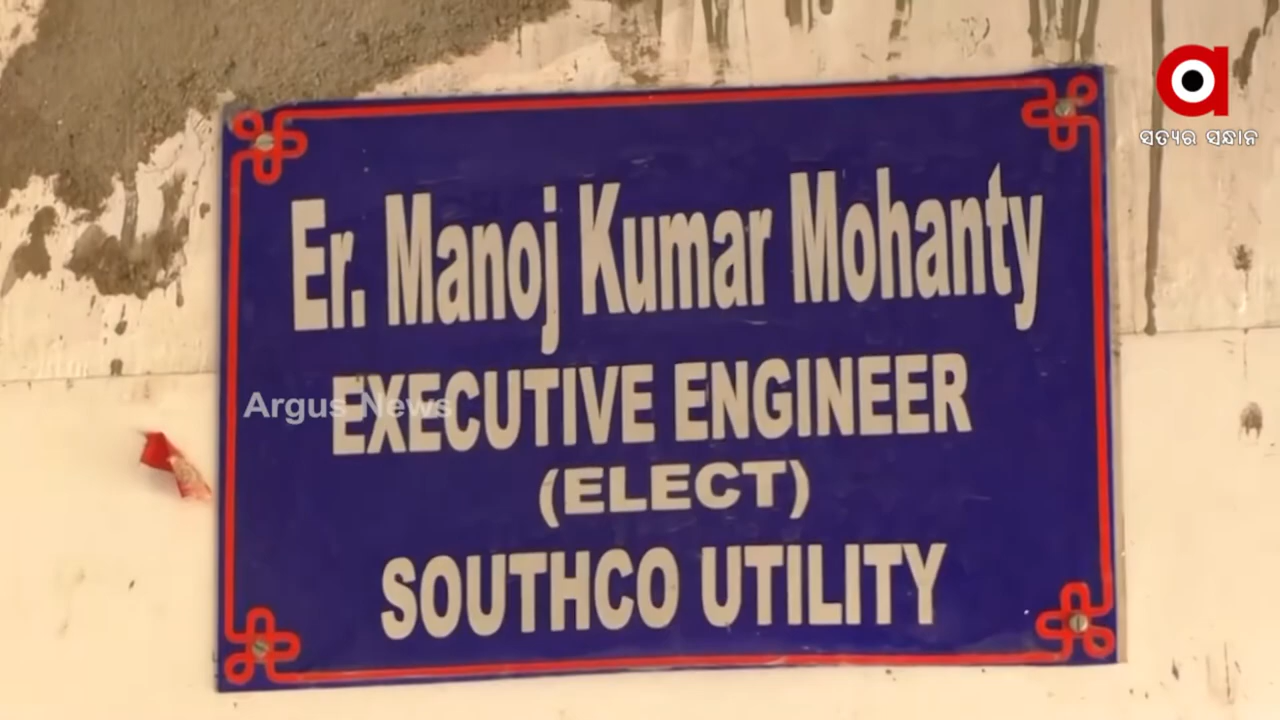 ସତ୍ୟର ସନ୍ଧାନ
Er. Manoj Kumar Mohanty
Argus News
EXECUTIVE ENGINEER
(ELECT)
SOUTHCO UTILITY